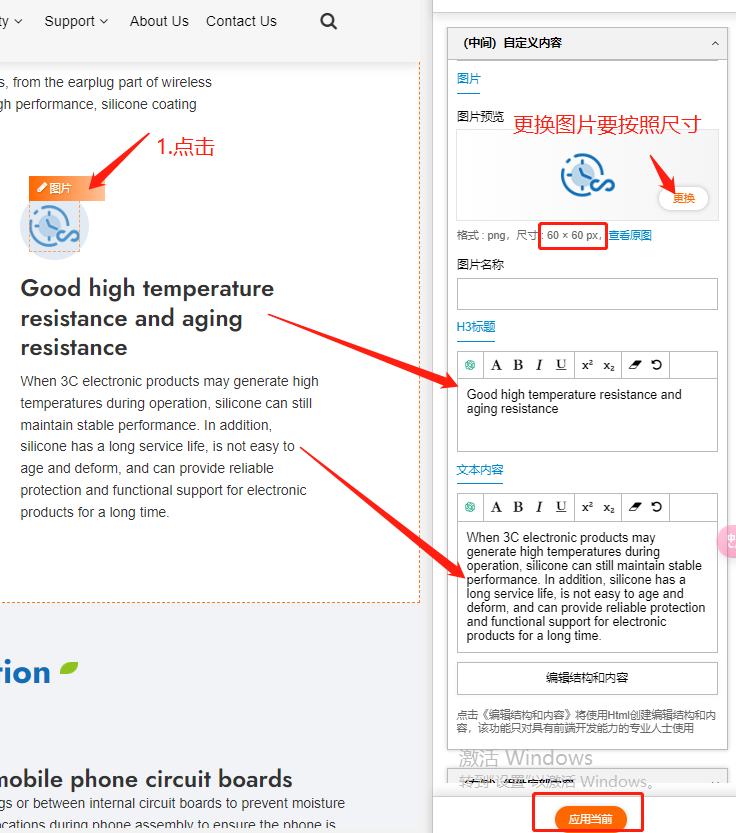 ty
Support
About Us
Contact Us
s, from the earplug part of wireless
gh performance, silicone coating
1.点击
图片
Good high temperature
resistance and aging
resistance
When 3C electronic products may generate high
temperatures during operation, silicone can still
maintain stable performance. In addition,
silicone has a long service life, is not easy to
age and deform, and can provide reliable
protection and functional support for electronic
products for a long time.
tion
mobile phone circuit boards
gs or between internal circuit boards to prevent moisture
ocations during phone assembly to ensure the phone is
（中间）自定义内容
图片
图片预览
更换图片要按照尺寸
更换
格式 : png，尺寸 : 60 × 60 px，查看原图
图片名称
H3标题
A B I U x² x₂
Good high temperature resistance and
aging resistance
文本内容
A B I U x² x₂
When 3C electronic products may
generate high temperatures during
operation, silicone can still maintain stable
performance. In addition, silicone has a
long service life, is not easy to age and
deform, and can provide reliable protection
and functional support for electronic
products for a long time.
编辑结构和内容
点击《编辑结构和内容》将使用Html创建编辑结构和内
容，该功能只对具有前端开发能力的专业人士使用
激活 Windows
转到"设置"以激活 Windows。
应用当前